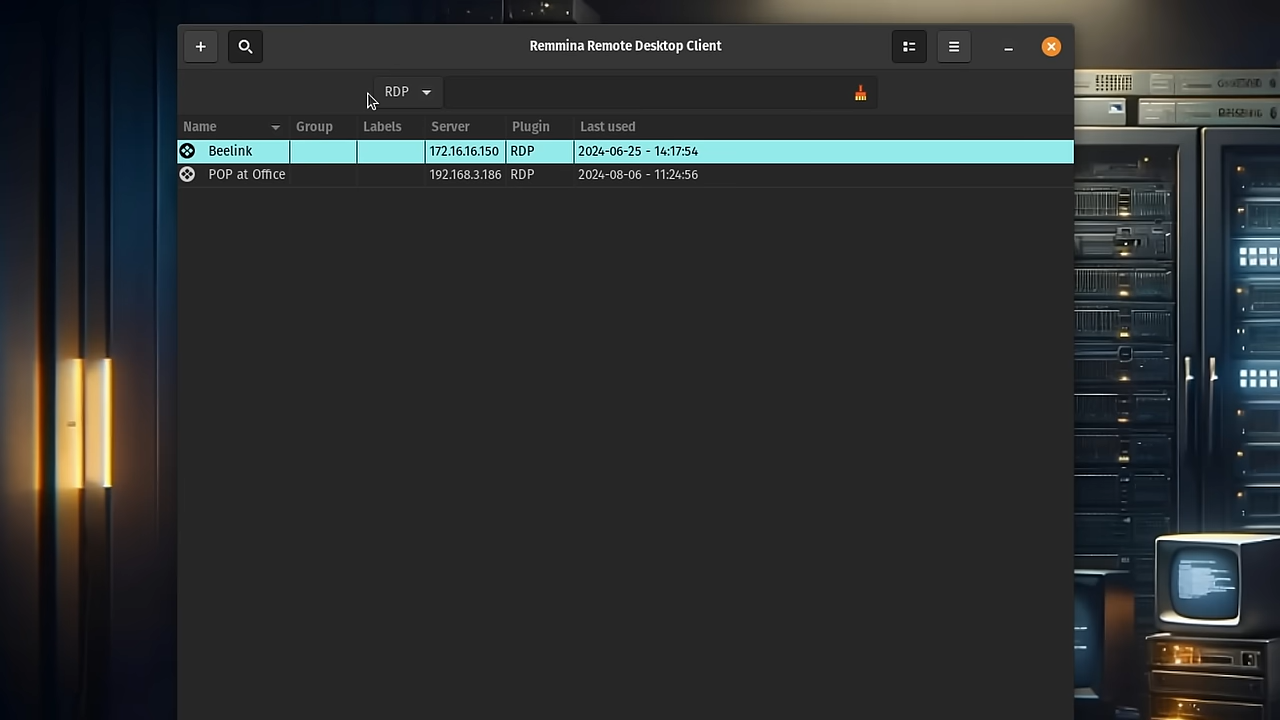 Remmina Remote Desktop Client
RDP
Name Group Labels Server Plugin Last used
Beelink 172.16.16.150 RDP 2024-06-25 - 14:17:54
POP at Office 192.168.3.186 RDP 2024-08-06 - 11:24:56